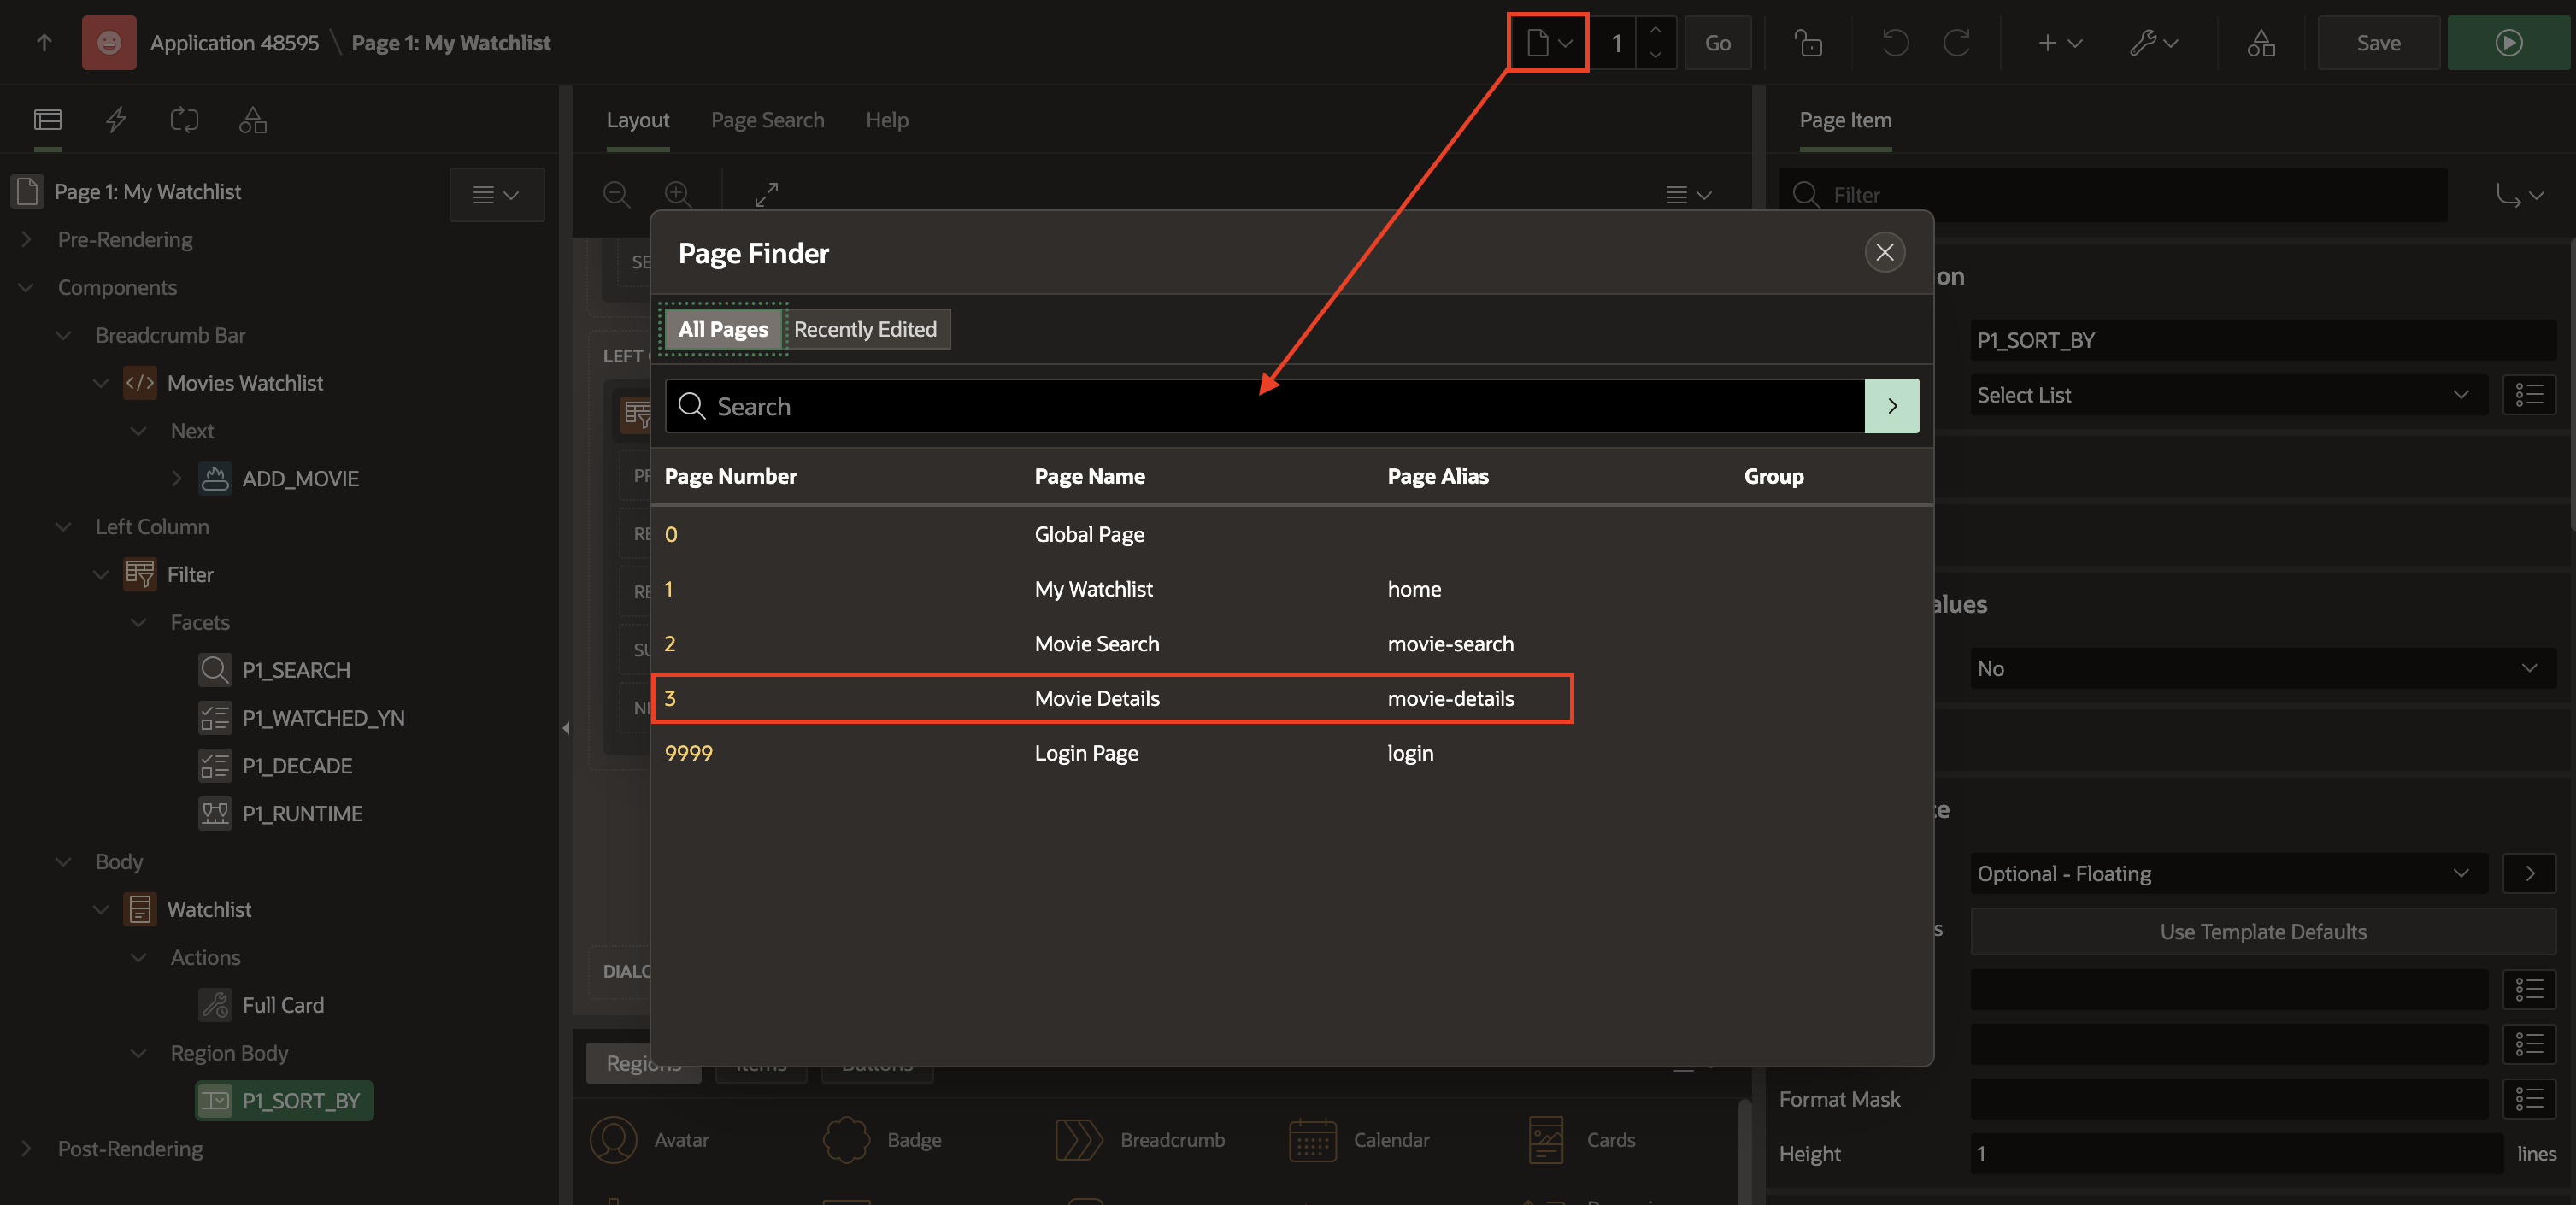 Application 48595 \ Page 1: My Watchlist
1
Go
Save
Layout
Page Search
Help
Page Item
Page 1: My Watchlist
Pre-Rendering
Components
Breadcrumb Bar
Movies Watchlist
Next
ADD_MOVIE
Left Column
Filter
Facets
P1_SEARCH
P1_WATCHED_YN
P1_DECADE
P1_RUNTIME
Body
Watchlist
Actions
Full Card
Region Body
P1_SORT_BY
Post-Rendering
LEFT
Page Finder
All Pages
Recently Edited
Search
Page Number Page Name Page Alias Group
0 Global Page
1 My Watchlist home
2 Movie Search movie-search
3 Movie Details movie-details
9999 Login Page login
Filter
P1_SORT_BY
Select List
No
Optional - Floating
Use Template Defaults
Format Mask
Height 1 lines
Regions
Items
Buttons
Avatar
Badge
Breadcrumb
Calendar
Cards